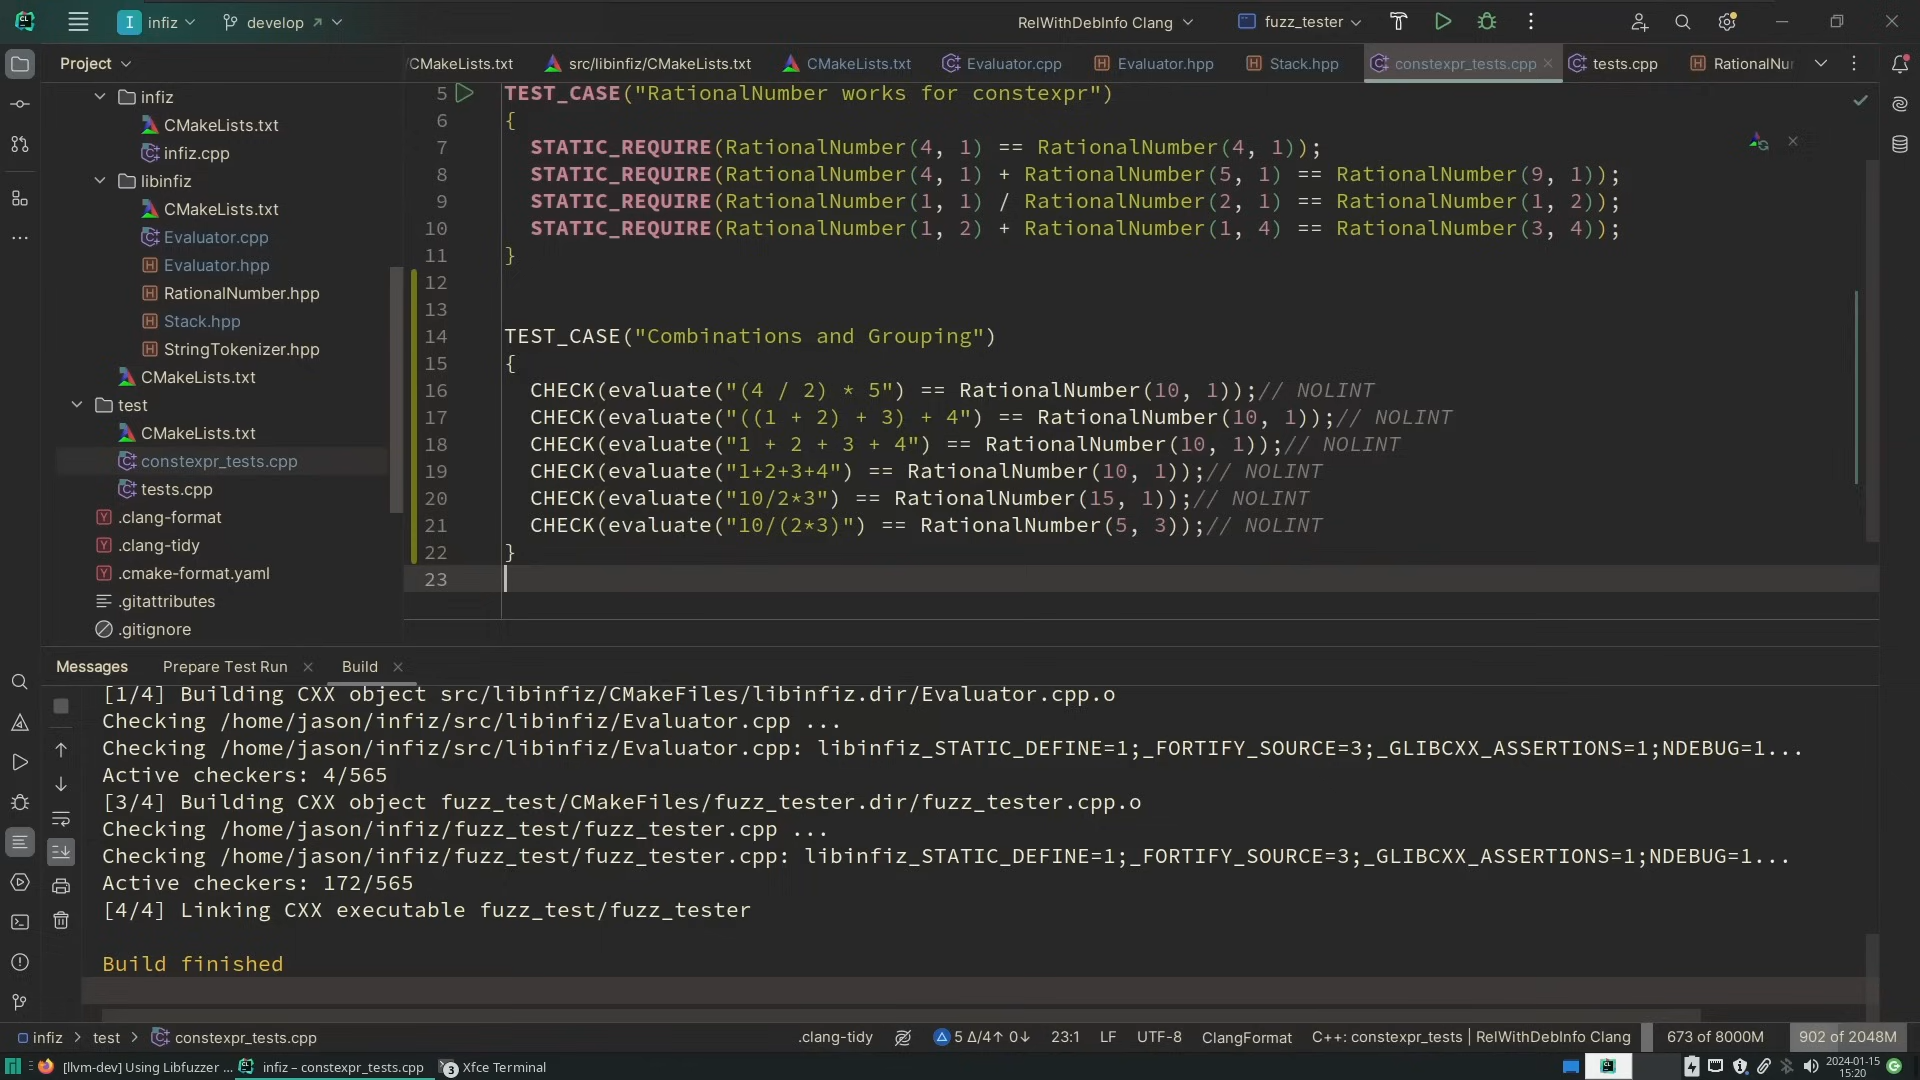 I infiz develop RelWithDebInfo Clang fuzz_tester
Project
/CMakeLists.txt src/libinfiz/CMakeLists.txt CMakeLists.txt Evaluator.cpp Evaluator.hpp Stack.hpp constexpr_tests.cpp tests.cpp RationalNur
infiz
CMakeLists.txt
infiz.cpp
libinfiz
CMakeLists.txt
Evaluator.cpp
Evaluator.hpp
RationalNumber.hpp
Stack.hpp
StringTokenizer.hpp
CMakeLists.txt
test
CMakeLists.txt
constexpr_tests.cpp
tests.cpp
.clang-format
.clang-tidy
.cmake-format.yaml
.gitattributes
.gitignore
5 TEST_CASE("RationalNumber works for constexpr")
6 {
7 STATIC_REQUIRE(RationalNumber(4, 1) == RationalNumber(4, 1));
8 STATIC_REQUIRE(RationalNumber(4, 1) + RationalNumber(5, 1) == RationalNumber(9, 1));
9 STATIC_REQUIRE(RationalNumber(1, 1) / RationalNumber(2, 1) == RationalNumber(1, 2));
10 STATIC_REQUIRE(RationalNumber(1, 2) + RationalNumber(1, 4) == RationalNumber(3, 4));
11 }
12
13
14 TEST_CASE("Combinations and Grouping")
15 {
16 CHECK(evaluate("(4 / 2) * 5") == RationalNumber(10, 1));// NOLINT
17 CHECK(evaluate("((1 + 2) + 3) + 4") == RationalNumber(10, 1));// NOLINT
18 CHECK(evaluate("1 + 2 + 3 + 4") == RationalNumber(10, 1));// NOLINT
19 CHECK(evaluate("1+2+3+4") == RationalNumber(10, 1));// NOLINT
20 CHECK(evaluate("10/2*3") == RationalNumber(15, 1));// NOLINT
21 CHECK(evaluate("10/(2*3)") == RationalNumber(5, 3));// NOLINT
22 }
23
Messages Prepare Test Run Build
[1/4] Building CXX object src/libinfiz/CMakeFiles/libinfiz.dir/Evaluator.cpp.o
Checking /home/jason/infiz/src/libinfiz/Evaluator.cpp ...
Checking /home/jason/infiz/src/libinfiz/Evaluator.cpp: libinfiz_STATIC_DEFINE=1;_FORTIFY_SOURCE=3;_GLIBCXX_ASSERTIONS=1;NDEBUG=1...
Active checkers: 4/565
[3/4] Building CXX object fuzz_test/CMakeFiles/fuzz_tester.dir/fuzz_tester.cpp.o
Checking /home/jason/infiz/fuzz_test/fuzz_tester.cpp ...
Checking /home/jason/infiz/fuzz_test/fuzz_tester.cpp: libinfiz_STATIC_DEFINE=1;_FORTIFY_SOURCE=3;_GLIBCXX_ASSERTIONS=1;NDEBUG=1...
Active checkers: 172/565
[4/4] Linking CXX executable fuzz_test/fuzz_tester
Build finished
infiz > test > constexpr_tests.cpp .clang-tidy 5 Δ/4↑ 0↓ 23:1 LF UTF-8 ClangFormat C++: constexpr_tests | RelWithDebInfo Clang 673 of 8000M 902 of 2048M
[llvm-dev] Using Libfuzzer ... infiz – constexpr_tests.cpp 3 Xfce Terminal 2024-01-15
15:20